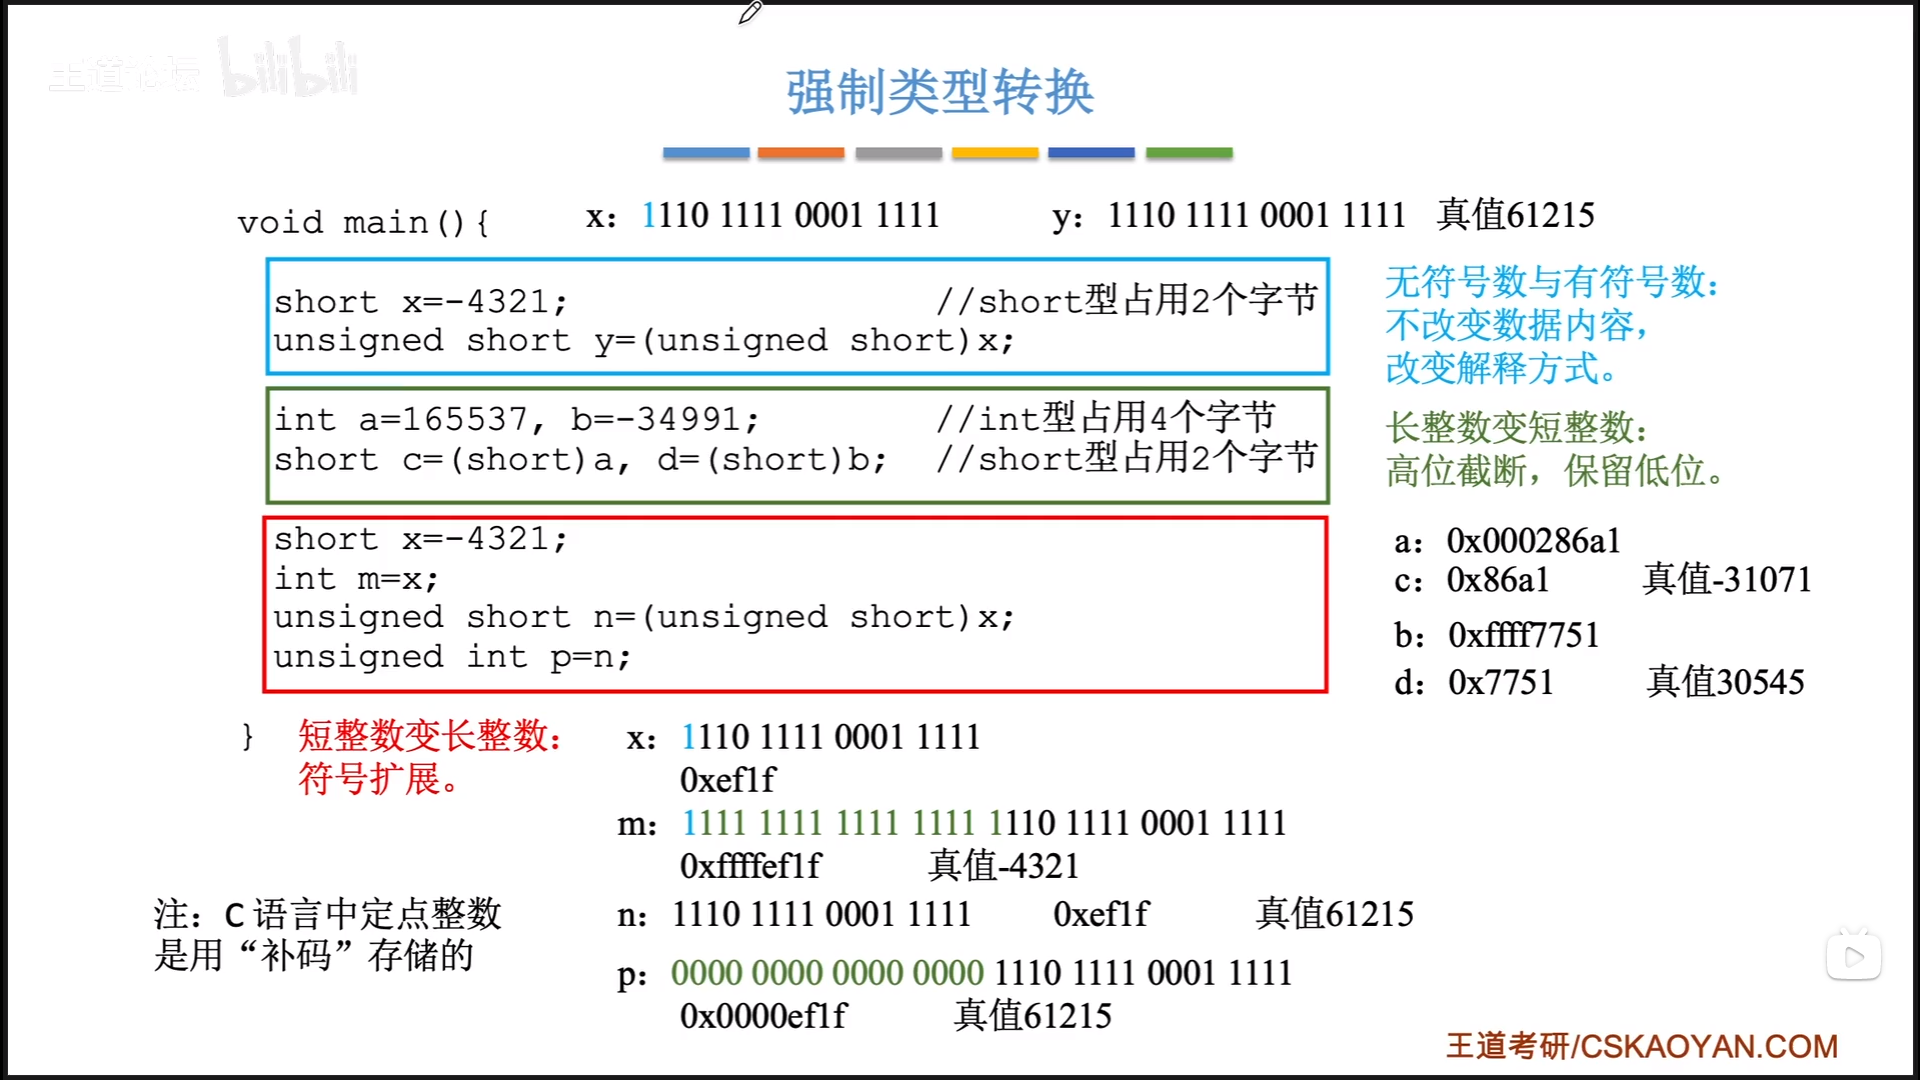 王道论坛 bilibili
强制类型转换
void main(){
x：1110 1111 0001 1111
y：1110 1111 0001 1111 真值61215
short x=-4321; //short型占用2个字节
unsigned short y=(unsigned short)x;
无符号数与有符号数：
不改变数据内容，
改变解释方式。
int a=165537, b=-34991; //int型占用4个字节
short c=(short)a, d=(short)b; //short型占用2个字节
长整数变短整数：
高位截断，保留低位。
short x=-4321;
int m=x;
unsigned short n=(unsigned short)x;
unsigned int p=n;
a：0x000286a1
c：0x86a1 真值-31071
b：0xffff7751
d：0x7751 真值30545
}
短整数变长整数：
符号扩展。
x：1110 1111 0001 1111
0xef1f
m：1111 1111 1111 1111 1110 1111 0001 1111
0xffffef1f 真值-4321
注：C 语言中定点整数
是用“补码”存储的
n：1110 1111 0001 1111 0xef1f 真值61215
p：0000 0000 0000 0000 1110 1111 0001 1111
0x0000ef1f 真值61215
王道考研/CSKAOYAN.COM